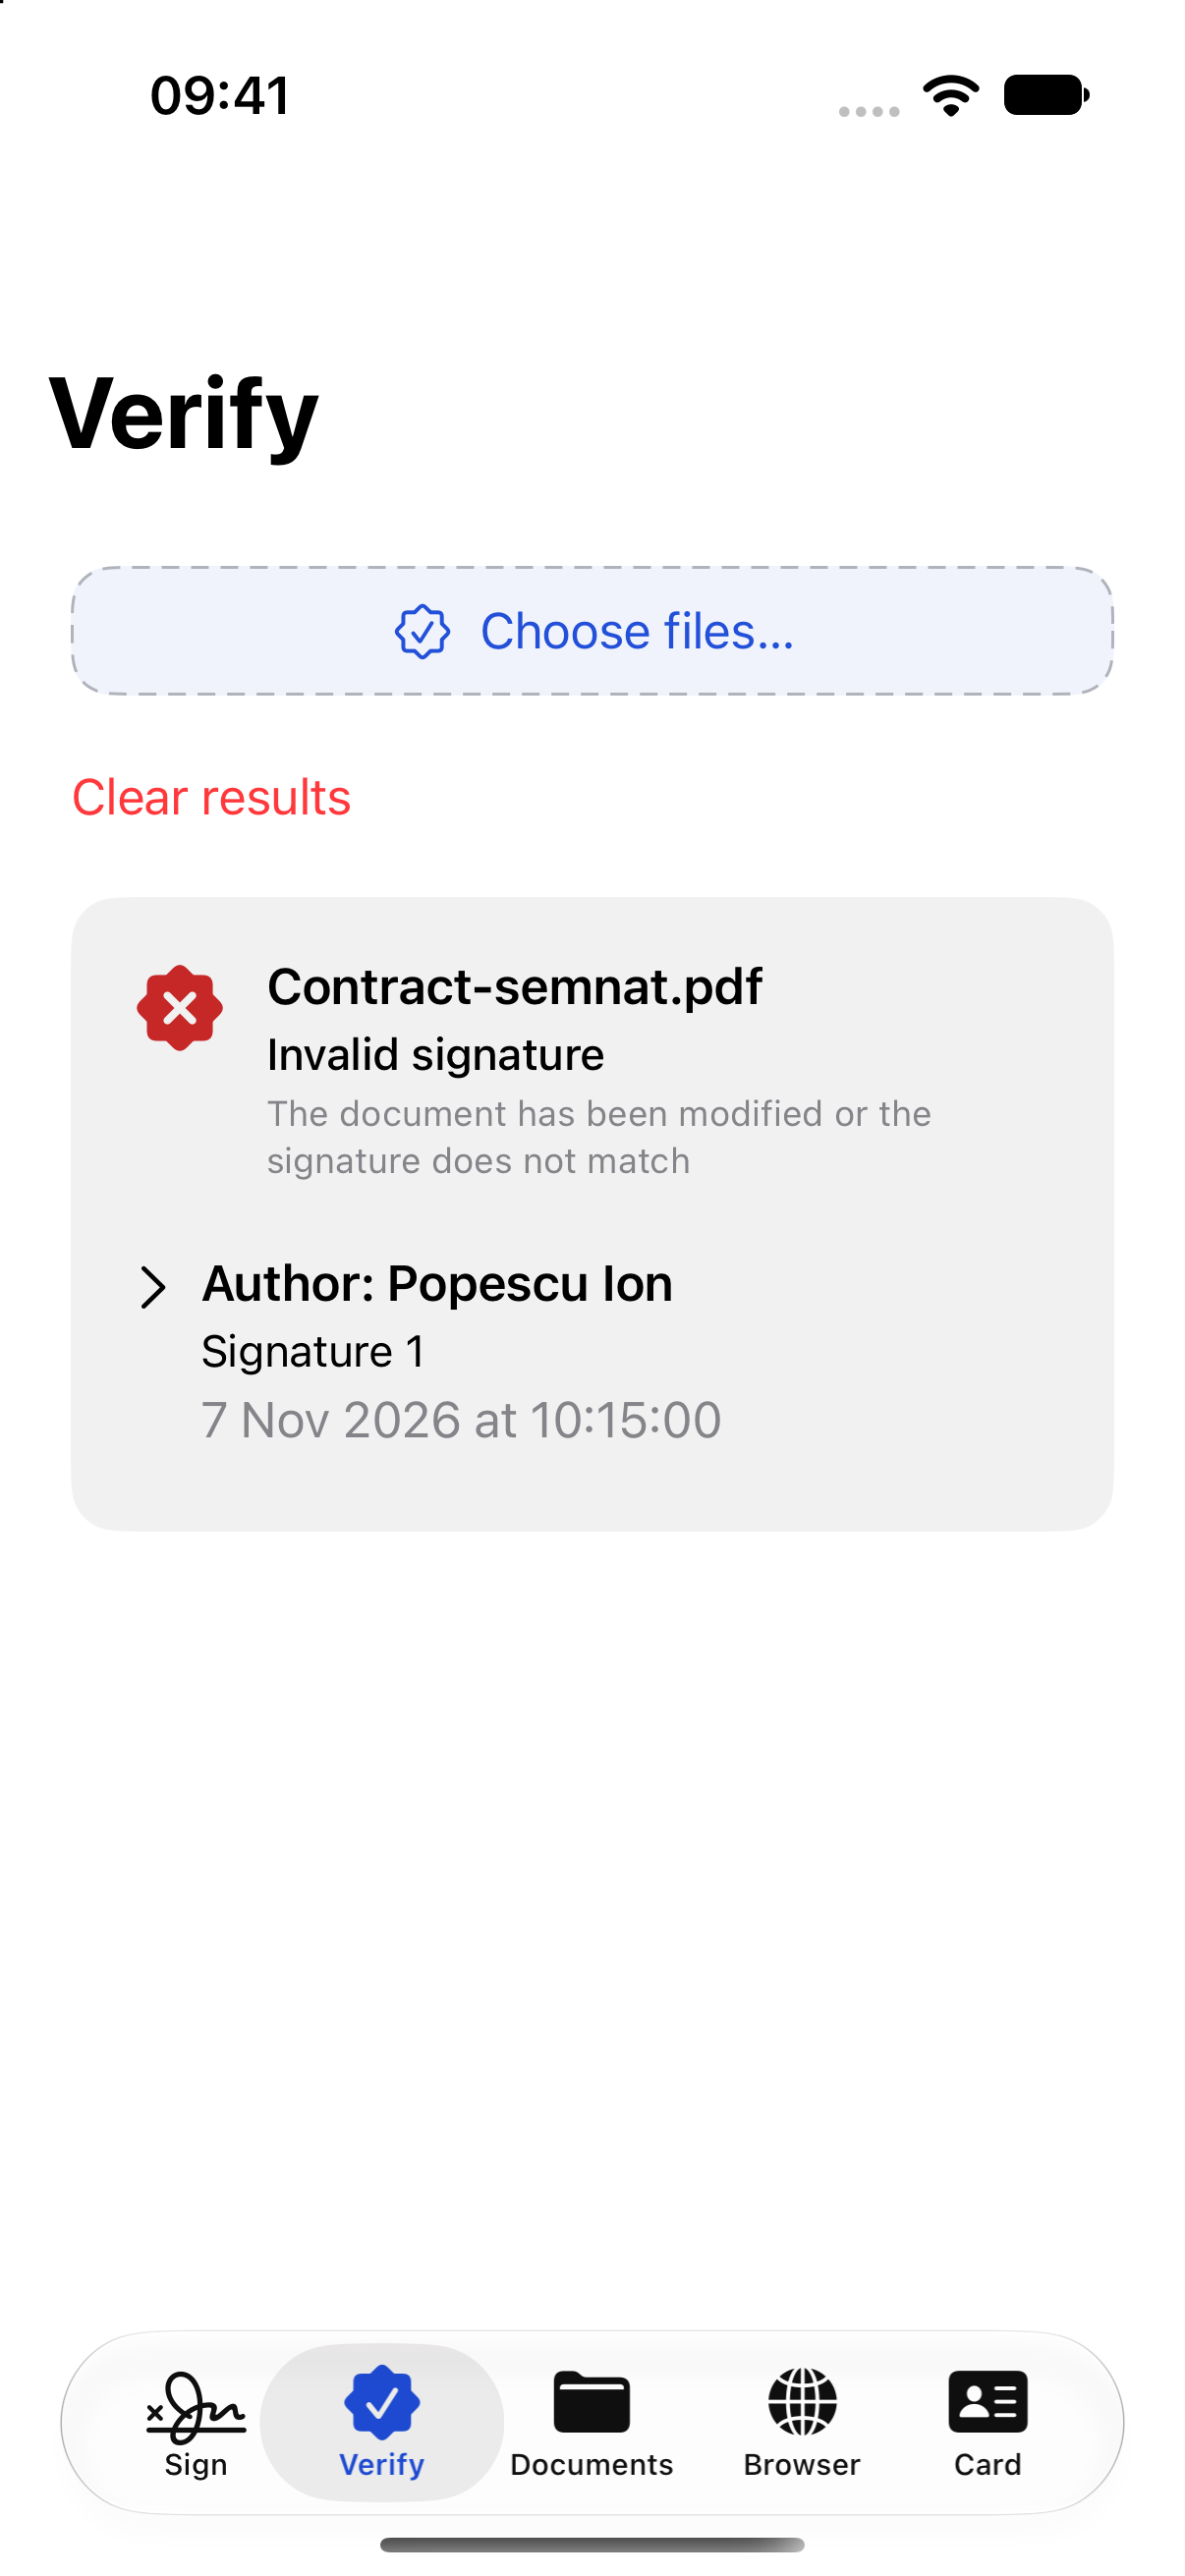 09:41
Verify
Choose files...
Clear results
Contract-semnat.pdf
Invalid signature
The document has been modified or the
signature does not match
Author: Popescu Ion
Signature 1
7 Nov 2026 at 10:15:00
Sign
Verify
Documents
Browser
Card